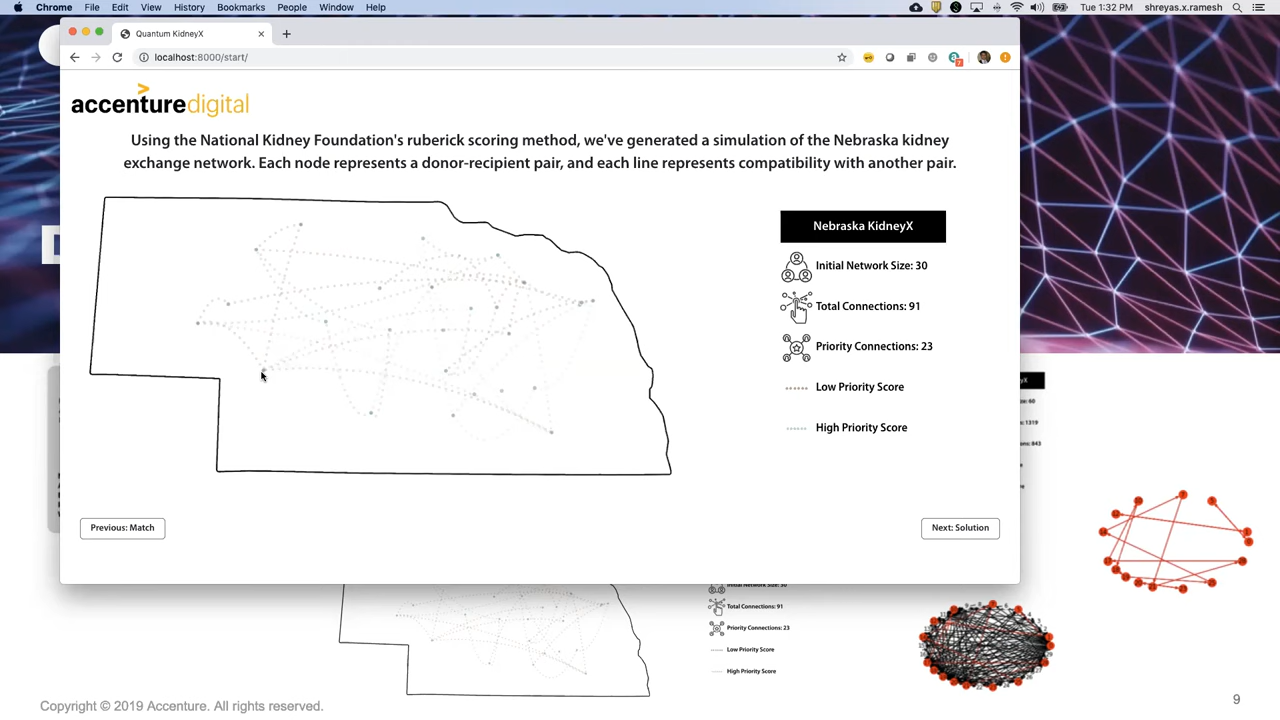 Chrome File Edit View History Bookmarks People Window Help Tue 1:32 PM shreyas.x.ramesh
Quantum KidneyX
localhost:8000/start/
7
accenturedigital
Using the National Kidney Foundation's ruberick scoring method, we've generated a simulation of the Nebraska kidney
exchange network. Each node represents a donor-recipient pair, and each line represents compatibility with another pair.
Nebraska KidneyX
Initial Network Size: 30
Total Connections: 91
Priority Connections: 23
Low Priority Score
High Priority Score
Previous: Match
Next: Solution
Initial Network Size: 30
Total Connections: 91
Priority Connections: 23
Low Priority Score
High Priority Score
Copyright © 2019 Accenture. All rights reserved.
9